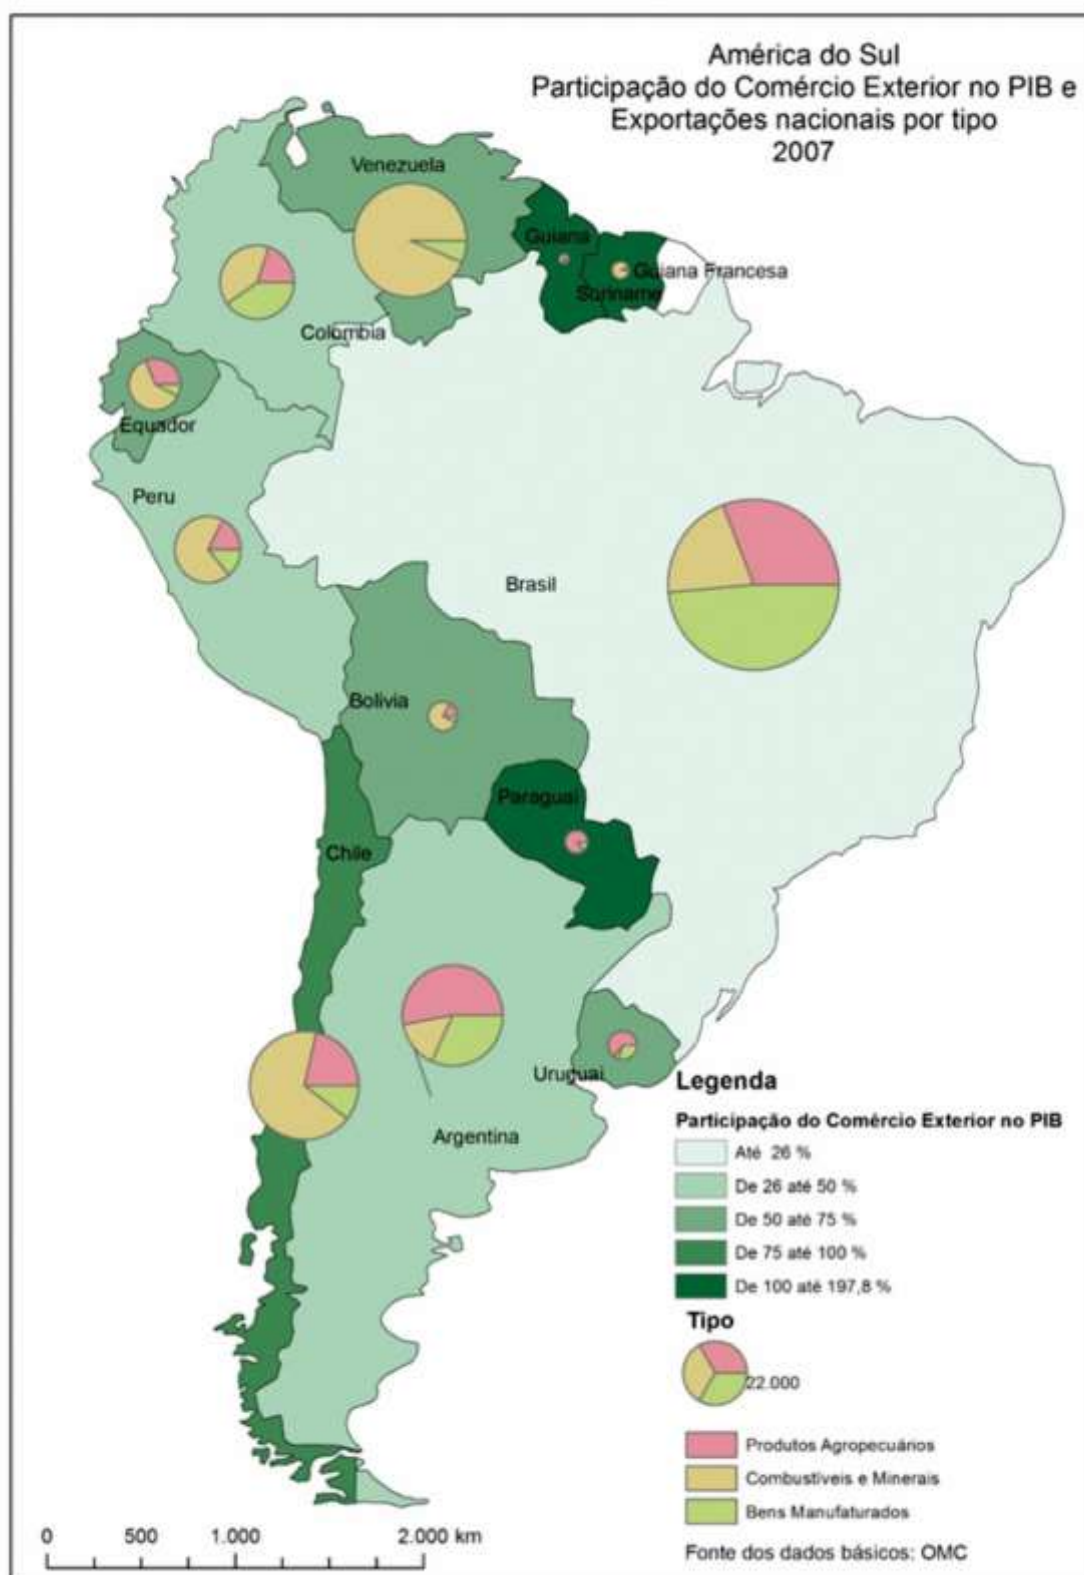 América do Sul
Participação do Comércio Exterior no PIB e
Exportações nacionais por tipo
2007
Venezuela
Guiana
Guiana Francesa
Suriname
Colombia
Equador
Peru
Brasil
Bolívia
Paraguai
Chile
Uruguai
Argentina
Legenda
Participação do Comércio Exterior no PIB
Até 26 %
De 26 até 50 %
De 50 até 75 %
De 75 até 100 %
De 100 até 197,8 %
Tipo
22.000
Produtos Agropecuários
Combustíveis e Minerais
Bens Manufaturados
Fonte dos dados básicos: OMC
0 500 1.000 2.000 km